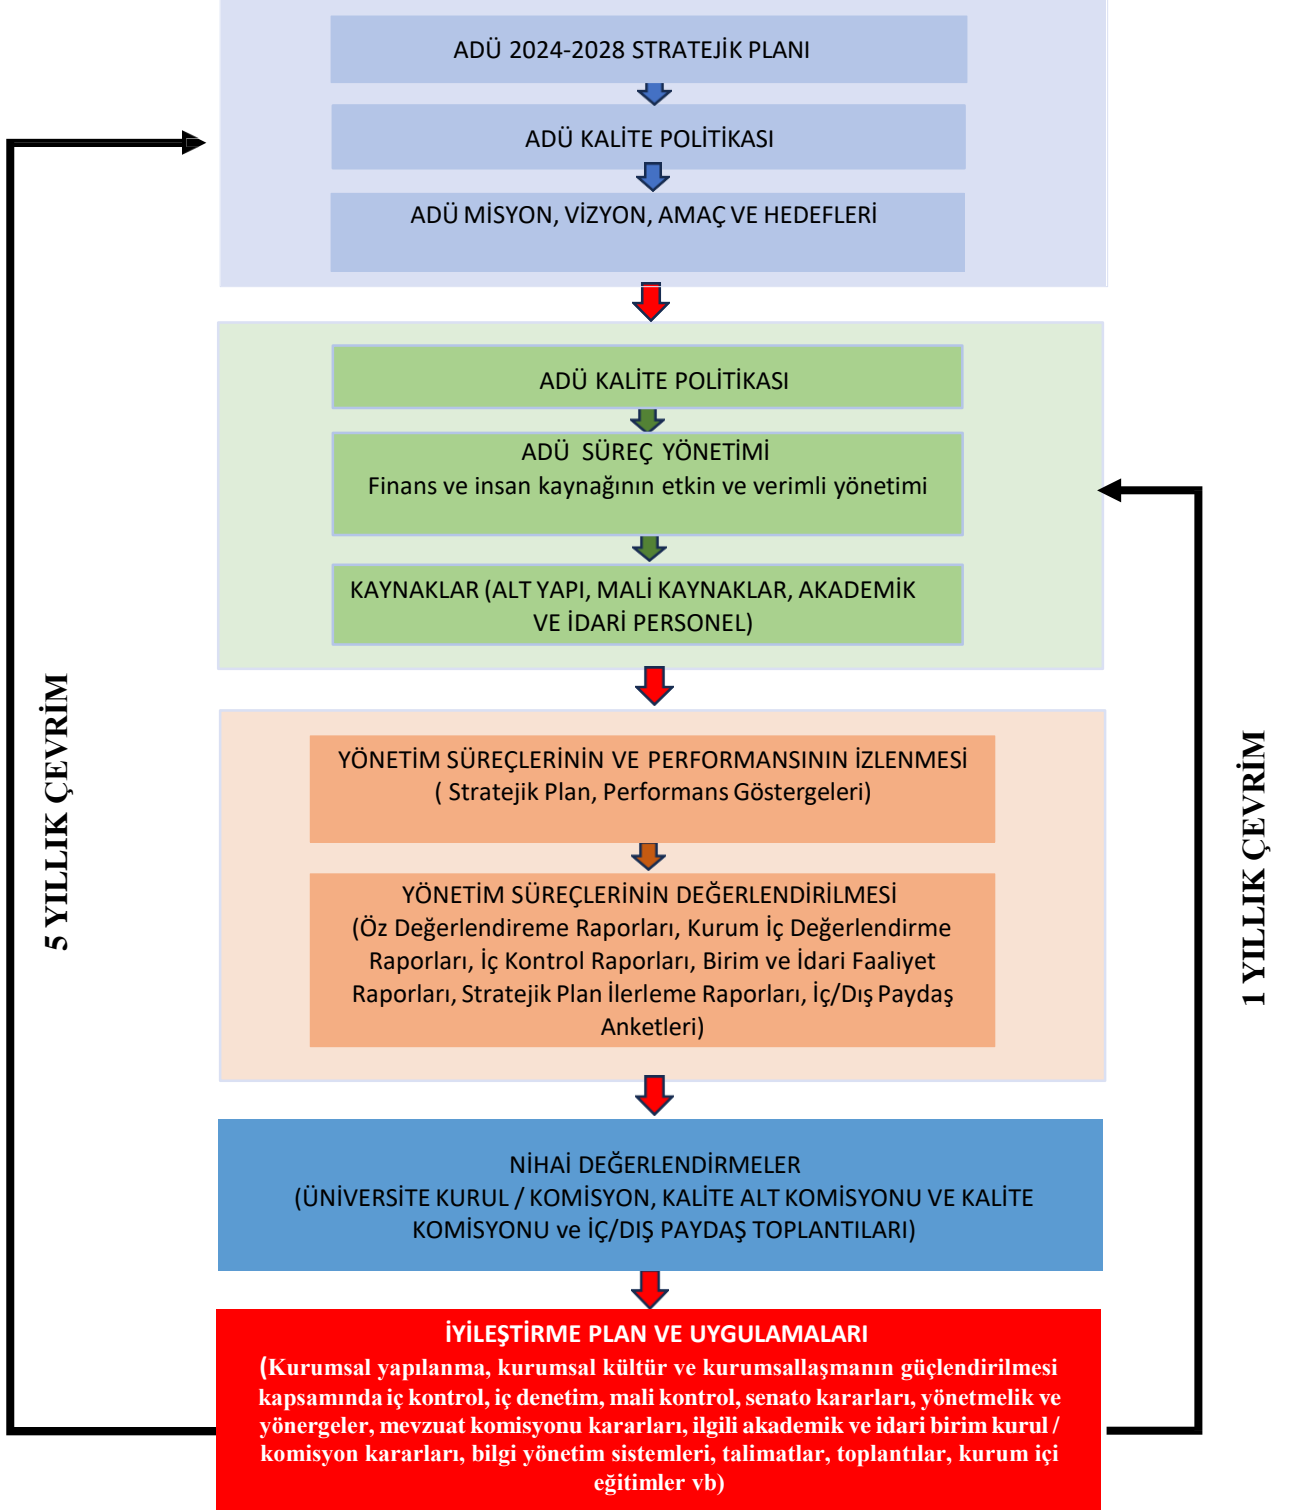 ADÜ 2024-2028 STRATEJİK PLANI
ADÜ KALİTE POLİTİKASI
ADÜ MİSYON, VİZYON, AMAÇ VE HEDEFLERİ
ADÜ KALİTE POLİTİKASI
ADÜ SÜREÇ YÖNETİMİ
Finans ve insan kaynağının etkin ve verimli yönetimi
KAYNAKLAR (ALT YAPI, MALİ KAYNAKLAR, AKADEMİK
VE İDARİ PERSONEL)
YÖNETİM SÜREÇLERİNİN VE PERFORMANSININ İZLENMESİ
( Stratejik Plan, Performans Göstergeleri)
YÖNETİM SÜREÇLERİNİN DEĞERLENDİRİLMESİ
(Öz Değerlendireme Raporları, Kurum İç Değerlendirme
Raporları, İç Kontrol Raporları, Birim ve İdari Faaliyet
Raporları, Stratejik Plan İlerleme Raporları, İç/Dış Paydaş
Anketleri)
NİHAİ DEĞERLENDİRMELER
(ÜNİVERSİTE KURUL / KOMİSYON, KALİTE ALT KOMİSYONU VE KALİTE
KOMİSYONU ve İÇ/DIŞ PAYDAŞ TOPLANTILARI)
İYİLEŞTİRME PLAN VE UYGULAMALARI
(Kurumsal yapılanma, kurumsal kültür ve kurumsallaşmanın güçlendirilmesi
kapsamında iç kontrol, iç denetim, mali kontrol, senato kararları, yönetmelik ve
yönergeler, mevzuat komisyonu kararları, ilgili akademik ve idari birim kurul /
komisyon kararları, bilgi yönetim sistemleri, talimatlar, toplantılar, kurum içi
eğitimler vb)
5 YILLIK ÇEVRİM
1 YILLIK ÇEVRİM